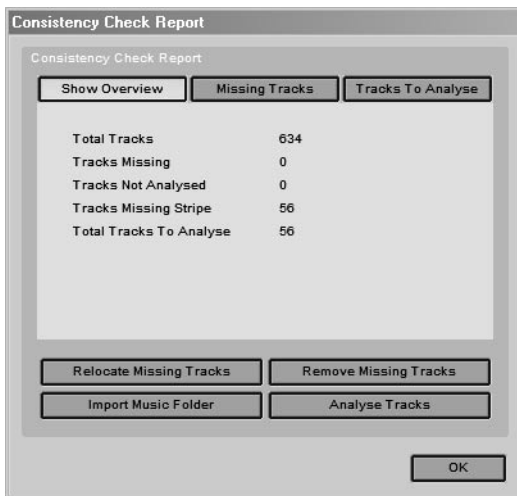 Consistency Check Report
Consistency Check Report
Show Overview Missing Tracks Tracks To Analyse
Total Tracks 634
Tracks Missing 0
Tracks Not Analysed 0
Tracks Missing Stripe 56
Total Tracks To Analyse 56
Relocate Missing Tracks Remove Missing Tracks
Import Music Folder Analyse Tracks
OK